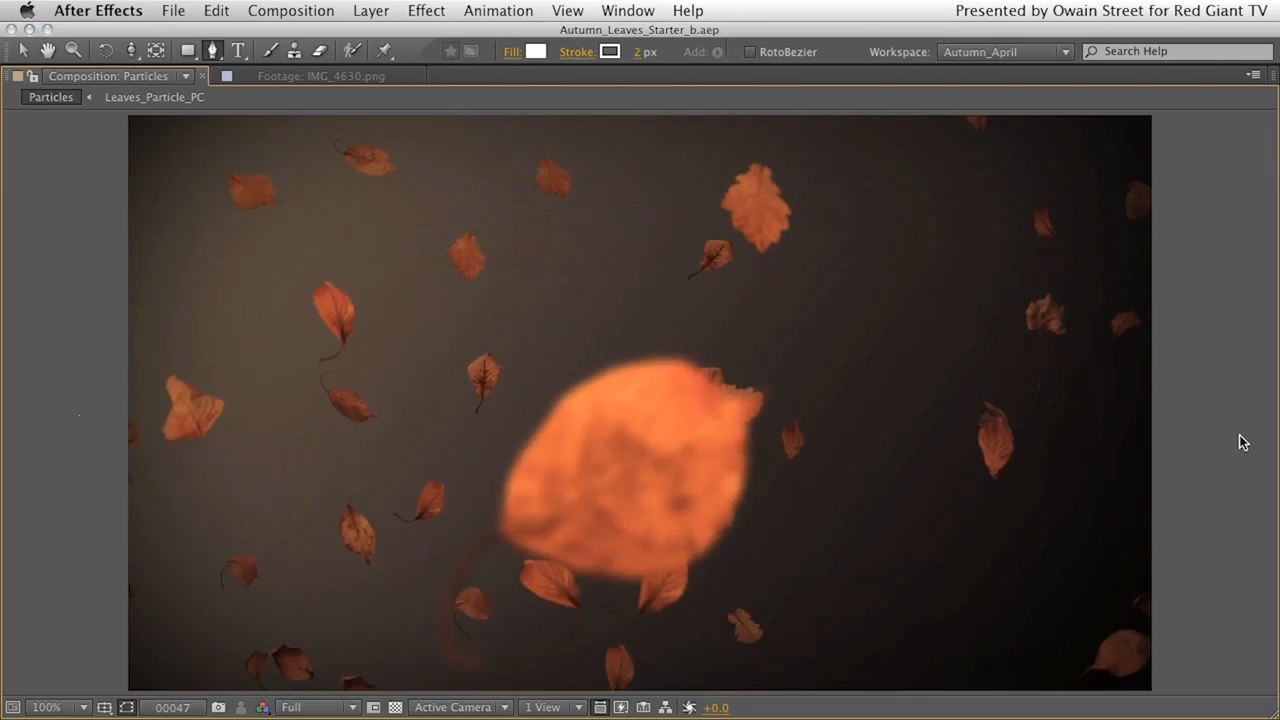 After Effects File Edit Composition Layer Effect Animation View Window Help Presented by Owain Street for Red Giant TV
Autumn_Leaves_Starter_b.aep
T Fill: Stroke: 2 px Add: RotoBezier Workspace: Autumn_April Search Help
Composition: Particles Footage: IMG_4630.png
Particles Leaves_Particle_PC
100% 00047 Full Active Camera 1 View +0.0